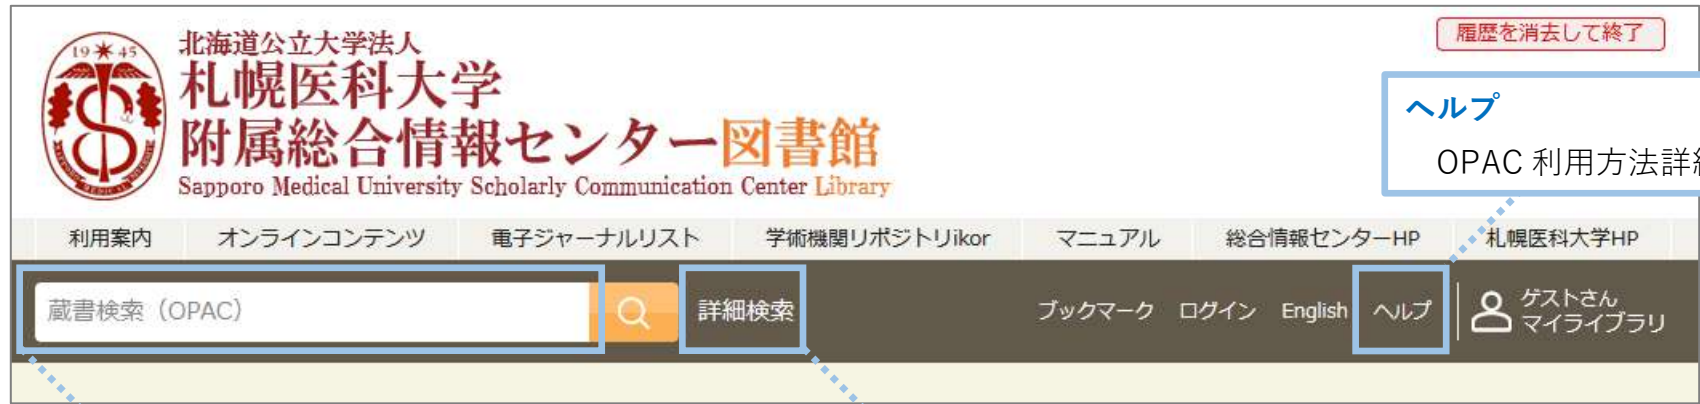 19 45
北海道公立大学法人
札幌医科大学
附属総合情報センター図書館
Sapporo Medical University Scholarly Communication Center Library
履歴を消去して終了
ヘルプ
OPAC 利用方法詳細
利用案内 オンラインコンテンツ 電子ジャーナルリスト 学術機関リポジトリikor マニュアル 総合情報センターHP 札幌医科大学HP
蔵書検索（OPAC） 詳細検索 ブックマーク ログイン English ヘルプ ゲストさん
マイライブラリ